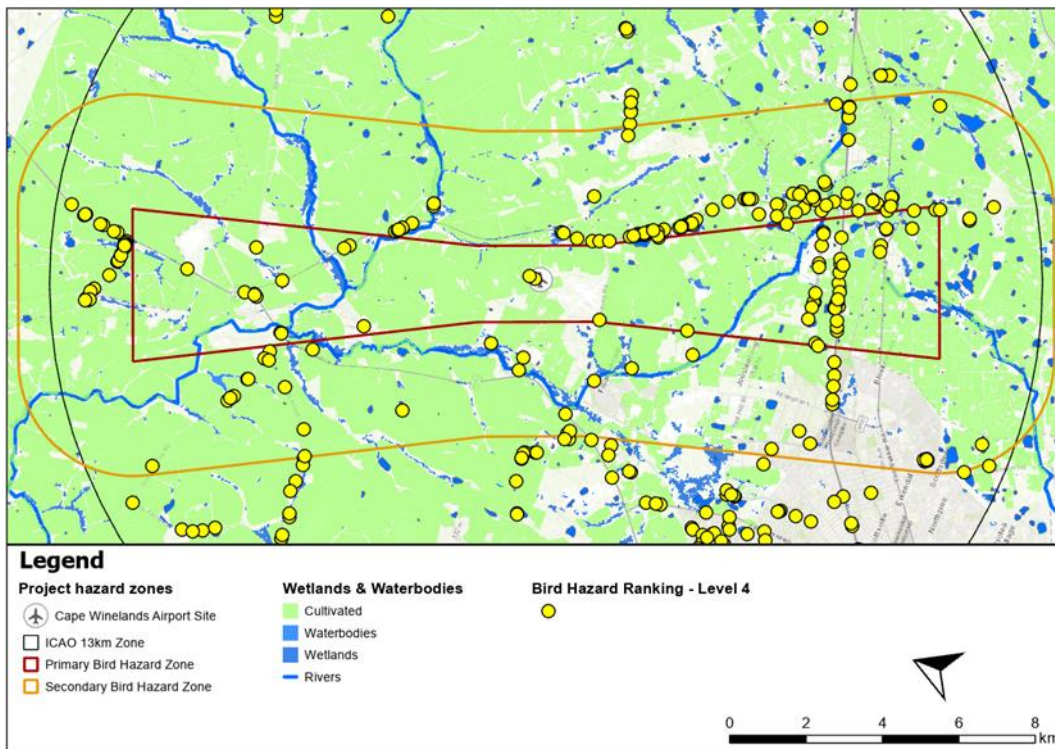 Legend
Project hazard zones
Cape Winelands Airport Site
ICAO 13km Zone
Primary Bird Hazard Zone
Secondary Bird Hazard Zone
Wetlands & Waterbodies
Cultivated
Waterbodies
Wetlands
Rivers
Bird Hazard Ranking - Level 4
0 2 4 6 8 km